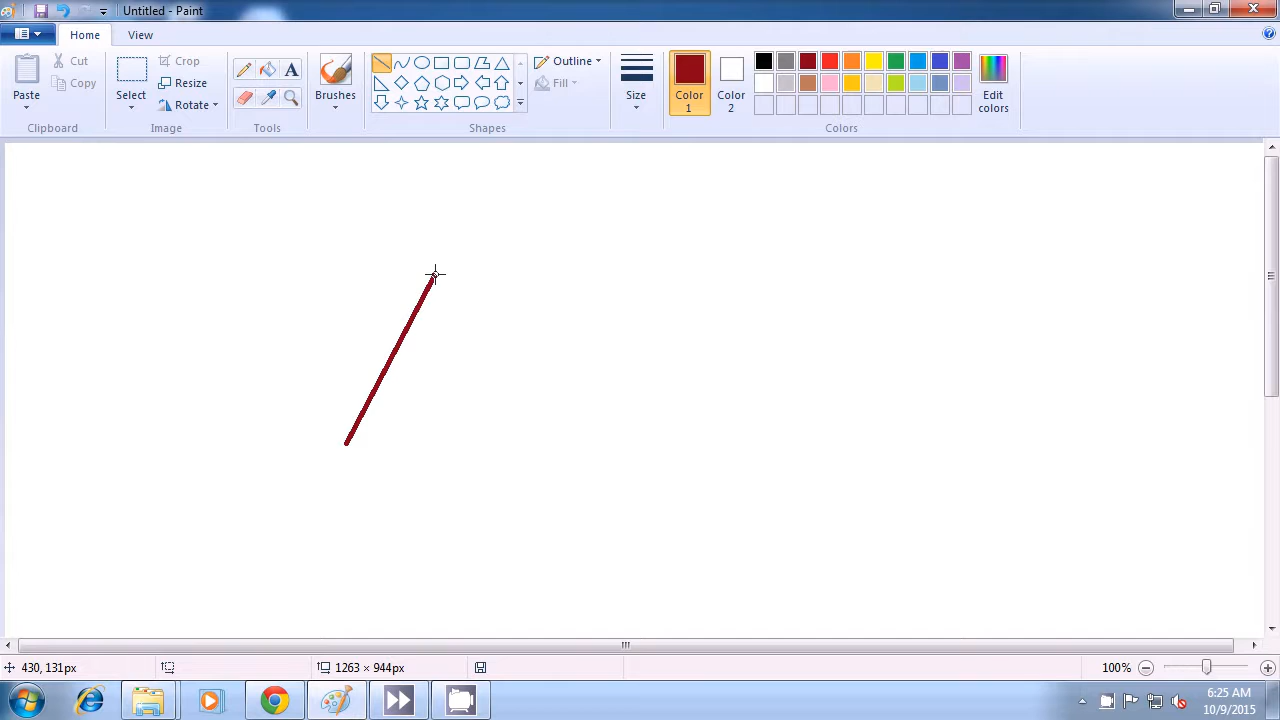 Untitled - Paint
Home View
Paste
Cut
Copy
Clipboard
Select
Crop
Resize
Rotate
Image
A
Tools
Brushes
Outline
Fill
Shapes
Size
Color 1
Color 2
Edit colors
Colors
430, 131px
1263 × 944px
100%
6:25 AM
10/9/2015